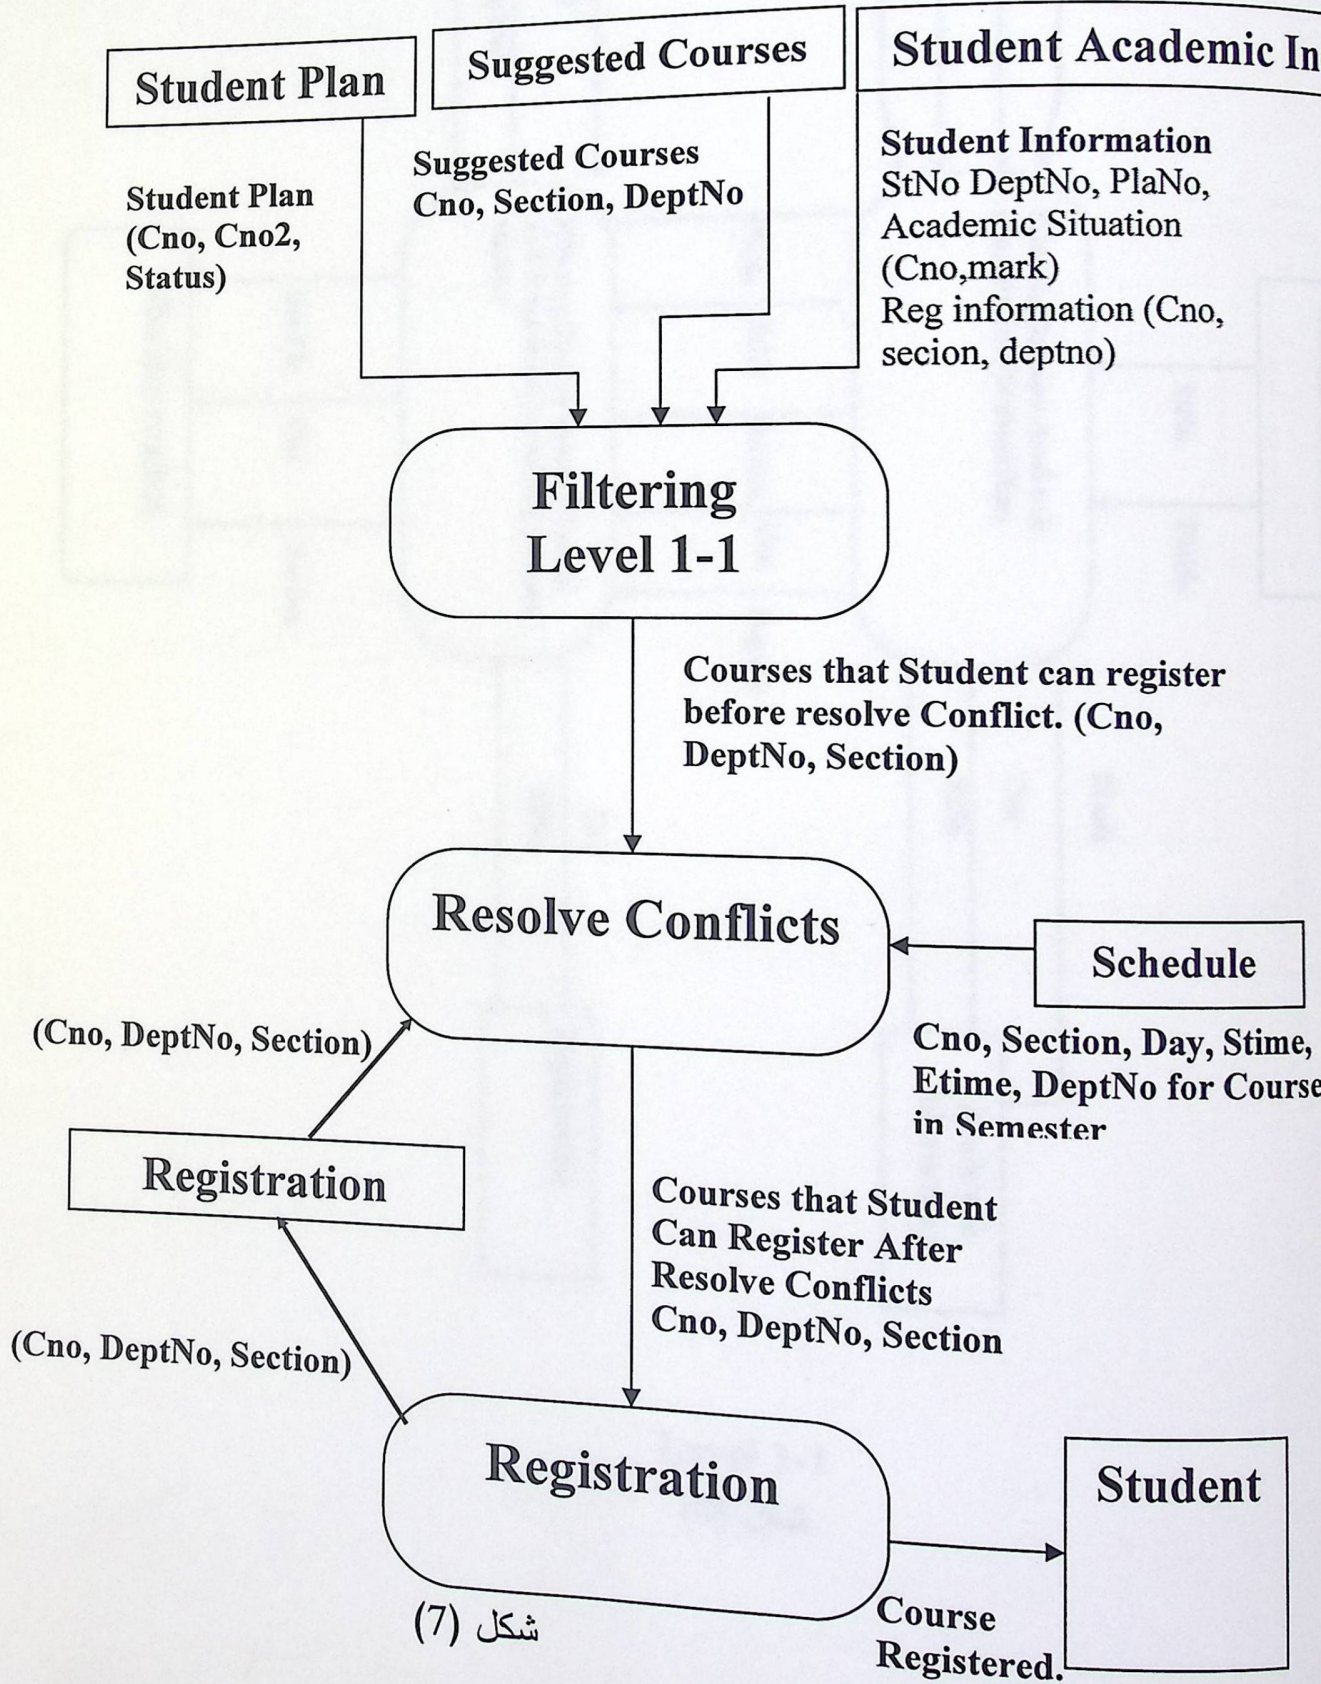 Student Plan
Suggested Courses
Student Academic In
Student Plan
(Cno, Cno2,
Status)
Suggested Courses
Cno, Section, DeptNo
Student Information
StNo DeptNo, PlaNo,
Academic Situation
(Cno,mark)
Reg information (Cno,
secion, deptno)
Filtering
Level 1-1
Courses that Student can register
before resolve Conflict. (Cno,
DeptNo, Section)
Resolve Conflicts
Schedule
(Cno, DeptNo, Section)
Cno, Section, Day, Stime,
Etime, DeptNo for Course
in Semester
Registration
Courses that Student
Can Register After
Resolve Conflicts
Cno, DeptNo, Section
(Cno, DeptNo, Section)
Registration
Student
Course
Registered.
شكل (7)